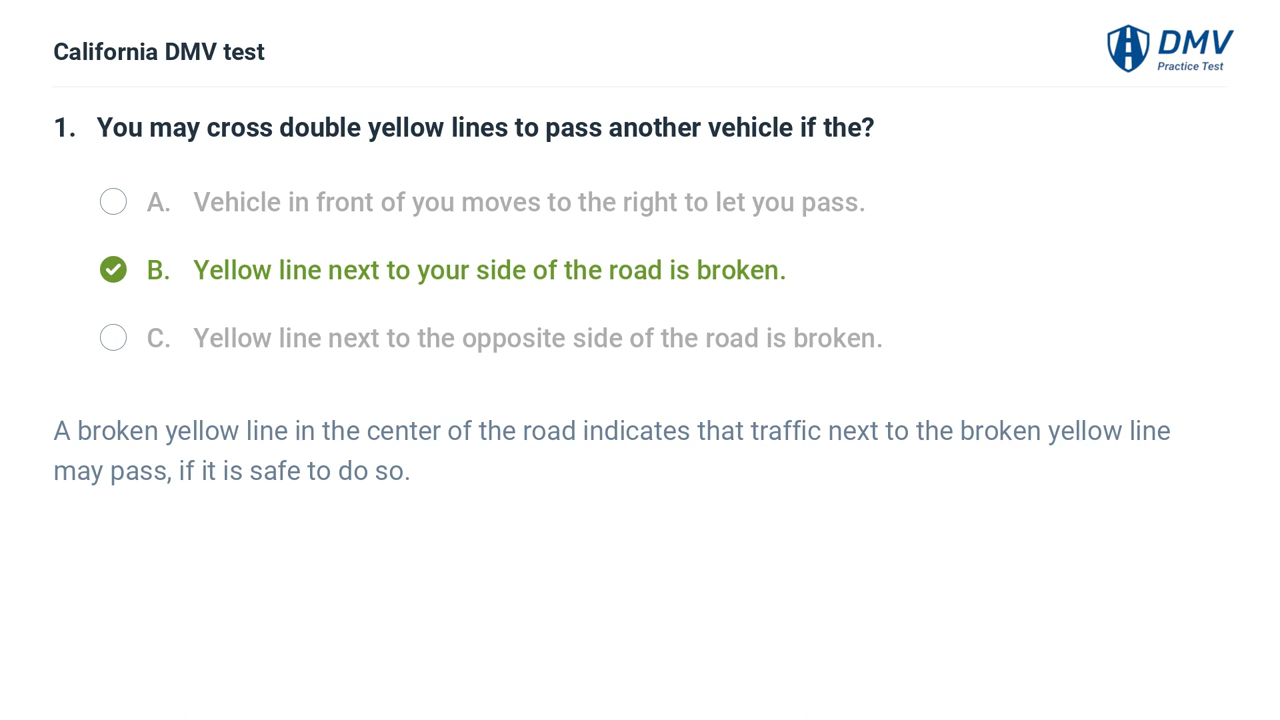 California DMV test
DMV
Practice Test
1. You may cross double yellow lines to pass another vehicle if the?
A. Vehicle in front of you moves to the right to let you pass.
B. Yellow line next to your side of the road is broken.
C. Yellow line next to the opposite side of the road is broken.
A broken yellow line in the center of the road indicates that traffic next to the broken yellow line
may pass, if it is safe to do so.